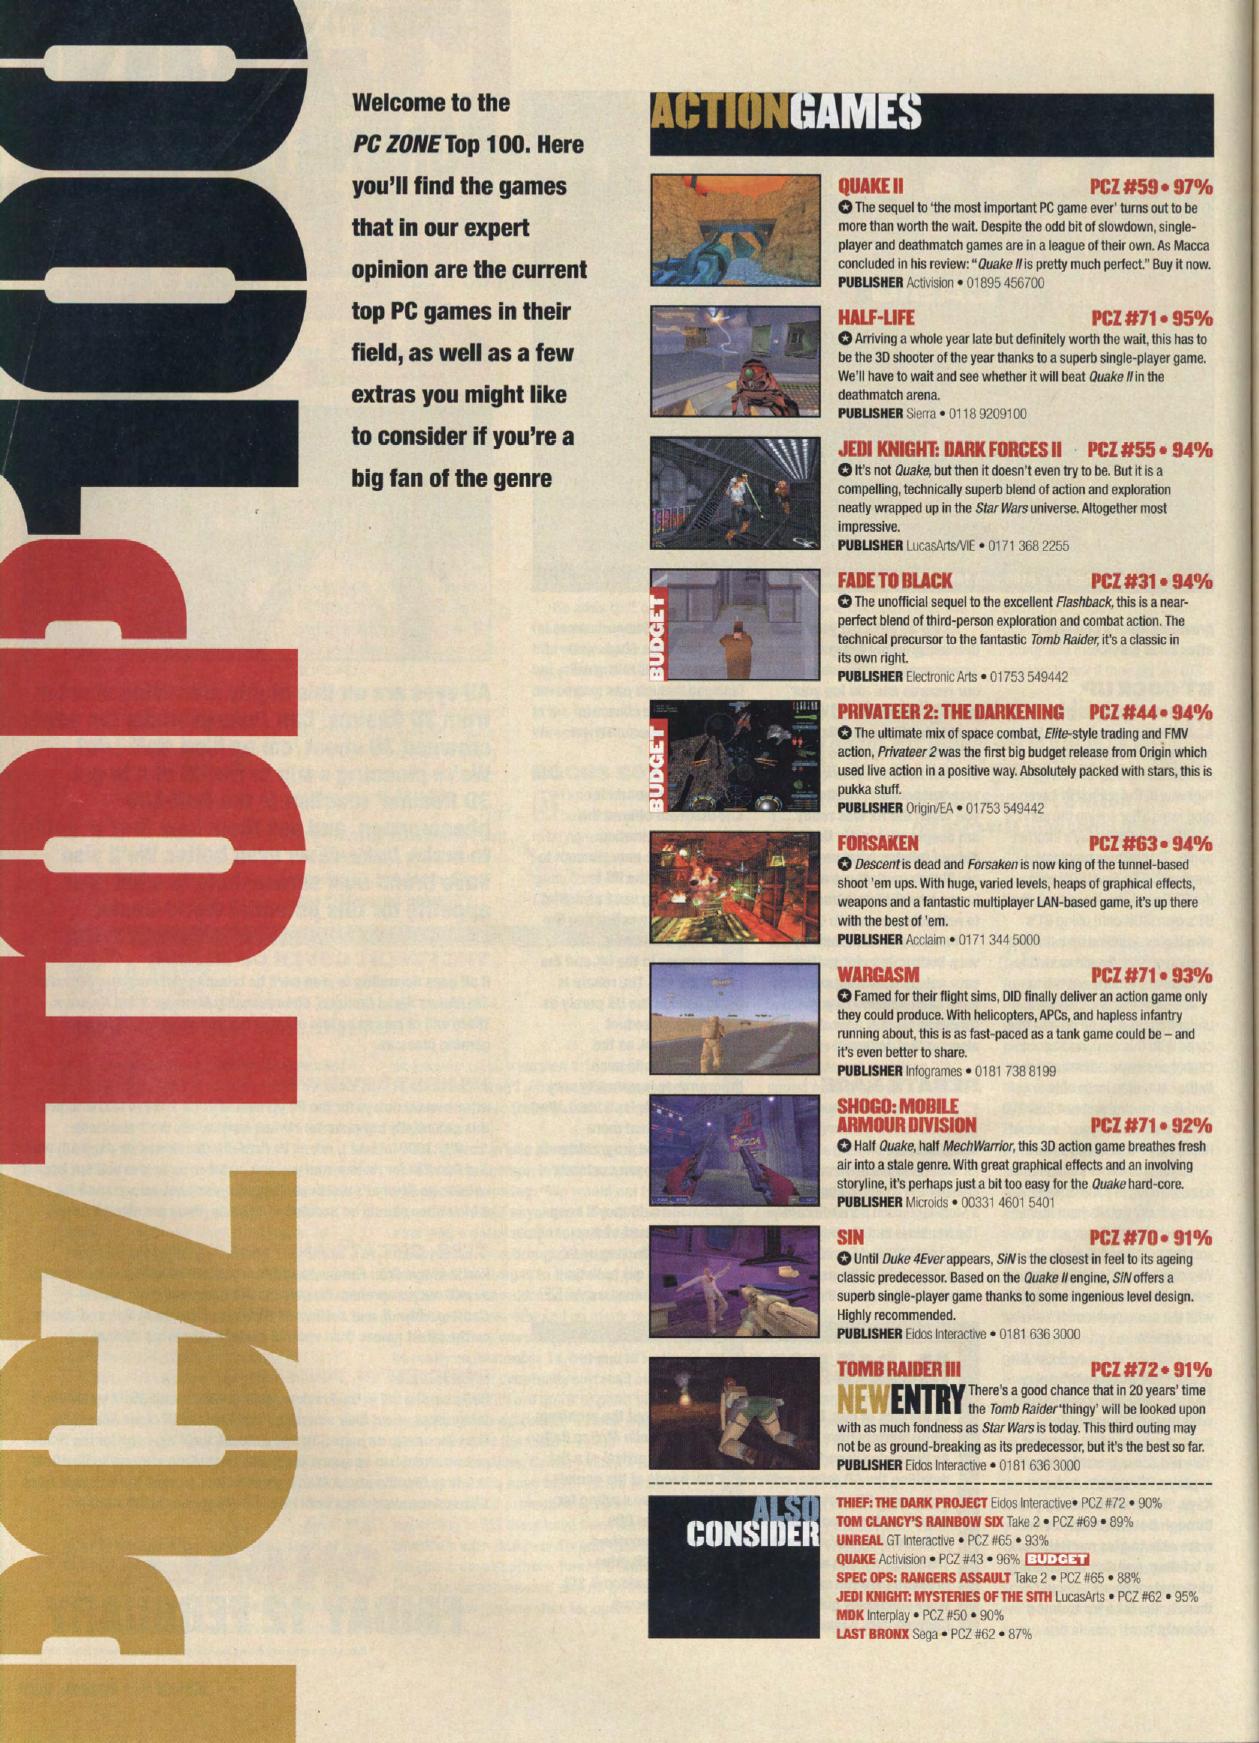 PCZTOP100
Welcome to the
PC ZONE Top 100. Here
you'll find the games
that in our expert
opinion are the current
top PC games in their
field, as well as a few
extras you might like
to consider if you're a
big fan of the genre
ACTIONGAMES
QUAKE II PCZ #59 • 97%
✪ The sequel to 'the most important PC game ever' turns out to be
more than worth the wait. Despite the odd bit of slowdown, single-
player and deathmatch games are in a league of their own. As Macca
concluded in his review: "Quake II is pretty much perfect." Buy it now.
PUBLISHER Activision • 01895 456700
HALF-LIFE PCZ #71 • 95%
✪ Arriving a whole year late but definitely worth the wait, this has to
be the 3D shooter of the year thanks to a superb single-player game.
We'll have to wait and see whether it will beat Quake II in the
deathmatch arena.
PUBLISHER Sierra • 0118 9209100
JEDI KNIGHT: DARK FORCES II PCZ #55 • 94%
✪ It's not Quake, but then it doesn't even try to be. But it is a
compelling, technically superb blend of action and exploration
neatly wrapped up in the Star Wars universe. Altogether most
impressive.
PUBLISHER LucasArts/VIE • 0171 368 2255
BUDGET
FADE TO BLACK PCZ #31 • 94%
✪ The unofficial sequel to the excellent Flashback, this is a near-
perfect blend of third-person exploration and combat action. The
technical precursor to the fantastic Tomb Raider, it's a classic in
its own right.
PUBLISHER Electronic Arts • 01753 549442
BUDGET
PRIVATEER 2: THE DARKENING PCZ #44 • 94%
✪ The ultimate mix of space combat, Elite-style trading and FMV
action, Privateer 2 was the first big budget release from Origin which
used live action in a positive way. Absolutely packed with stars, this is
pukka stuff.
PUBLISHER Origin/EA • 01753 549442
FORSAKEN PCZ #63 • 94%
✪ Descent is dead and Forsaken is now king of the tunnel-based
shoot 'em ups. With huge, varied levels, heaps of graphical effects,
weapons and a fantastic multiplayer LAN-based game, it's up there
with the best of 'em.
PUBLISHER Acclaim • 0171 344 5000
WARGASM PCZ #71 • 93%
✪ Famed for their flight sims, DID finally deliver an action game only
they could produce. With helicopters, APCs, and hapless infantry
running about, this is as fast-paced as a tank game could be – and
it's even better to share.
PUBLISHER Infogrames • 0181 738 8199
SHOGO: MOBILE
ARMOUR DIVISION PCZ #71 • 92%
✪ Half Quake, half MechWarrior, this 3D action game breathes fresh
air into a stale genre. With great graphical effects and an involving
storyline, it's perhaps just a bit too easy for the Quake hard-core.
PUBLISHER Microids • 00331 4601 5401
SIN PCZ #70 • 91%
✪ Until Duke 4Ever appears, SiN is the closest in feel to its ageing
classic predecessor. Based on the Quake II engine, SiN offers a
superb single-player game thanks to some ingenious level design.
Highly recommended.
PUBLISHER Eidos Interactive • 0181 636 3000
TOMB RAIDER III PCZ #72 • 91%
NEWENTRY There's a good chance that in 20 years' time
the Tomb Raider 'thingy' will be looked upon
with as much fondness as Star Wars is today. This third outing may
not be as ground-breaking as its predecessor, but it's the best so far.
PUBLISHER Eidos Interactive • 0181 636 3000
ALSO
CONSIDER
THIEF: THE DARK PROJECT Eidos Interactive • PCZ #72 • 90%
TOM CLANCY'S RAINBOW SIX Take 2 • PCZ #69 • 89%
UNREAL GT Interactive • PCZ #65 • 93%
QUAKE Activision • PCZ #43 • 96% BUDGET
SPEC OPS: RANGERS ASSAULT Take 2 • PCZ #65 • 88%
JEDI KNIGHT: MYSTERIES OF THE SITH LucasArts • PCZ #62 • 95%
MDK Interplay • PCZ #50 • 90%
LAST BRONX Sega • PCZ #62 • 87%